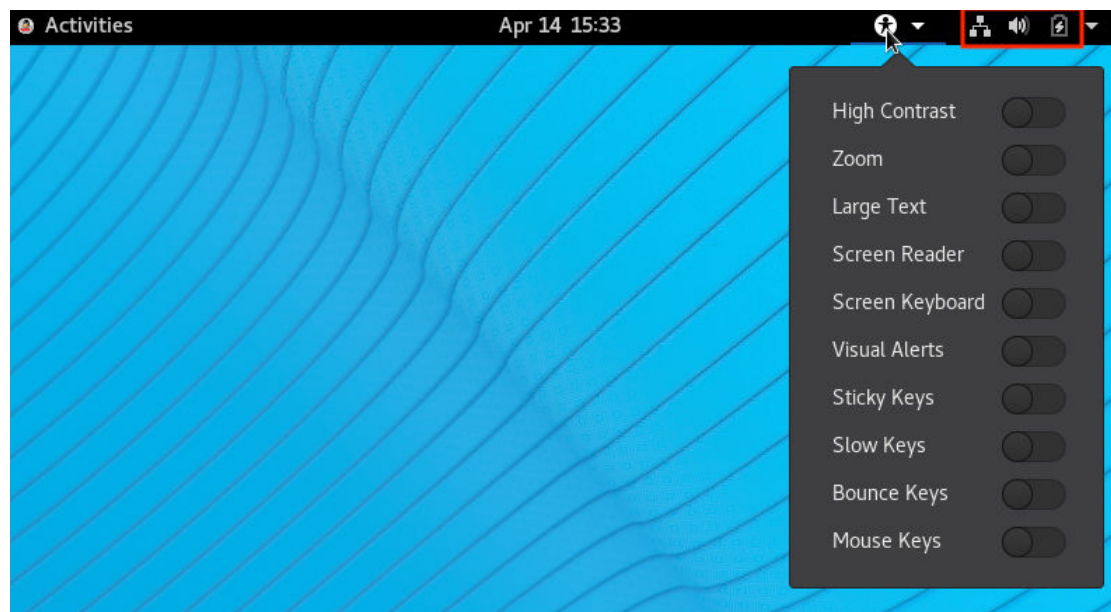 Activities
Apr 14 15:33
High Contrast
Zoom
Large Text
Screen Reader
Screen Keyboard
Visual Alerts
Sticky Keys
Slow Keys
Bounce Keys
Mouse Keys